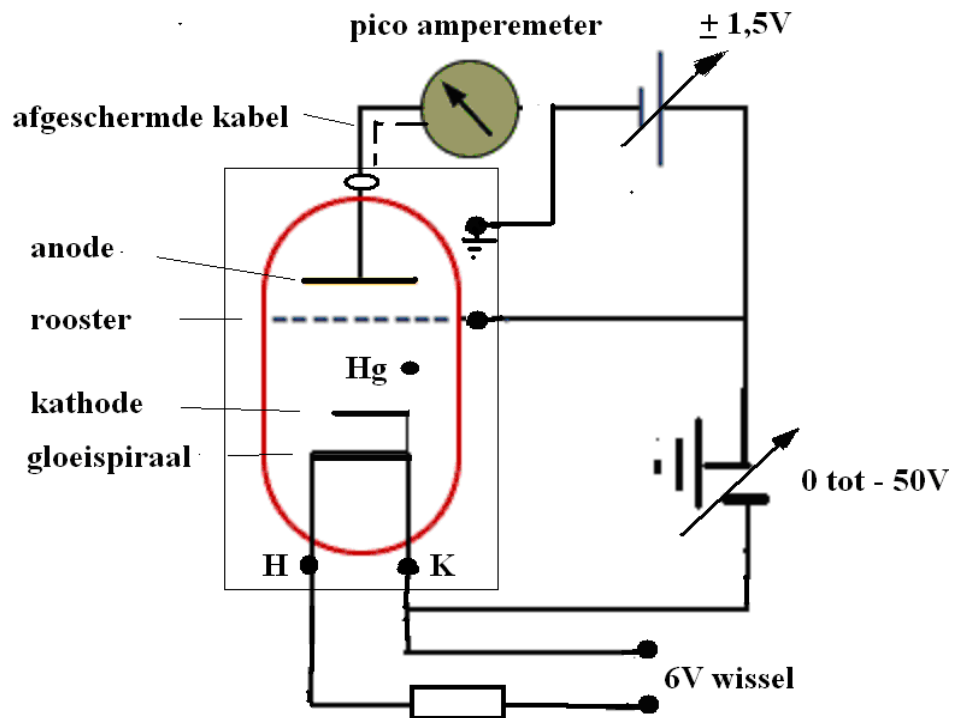 ± 1,5V
pico amperemeter
afgeschermde kabel
anode
rooster
Hg
kathode
gloeispiraal
0 tot - 50V
H
K
6V wissel